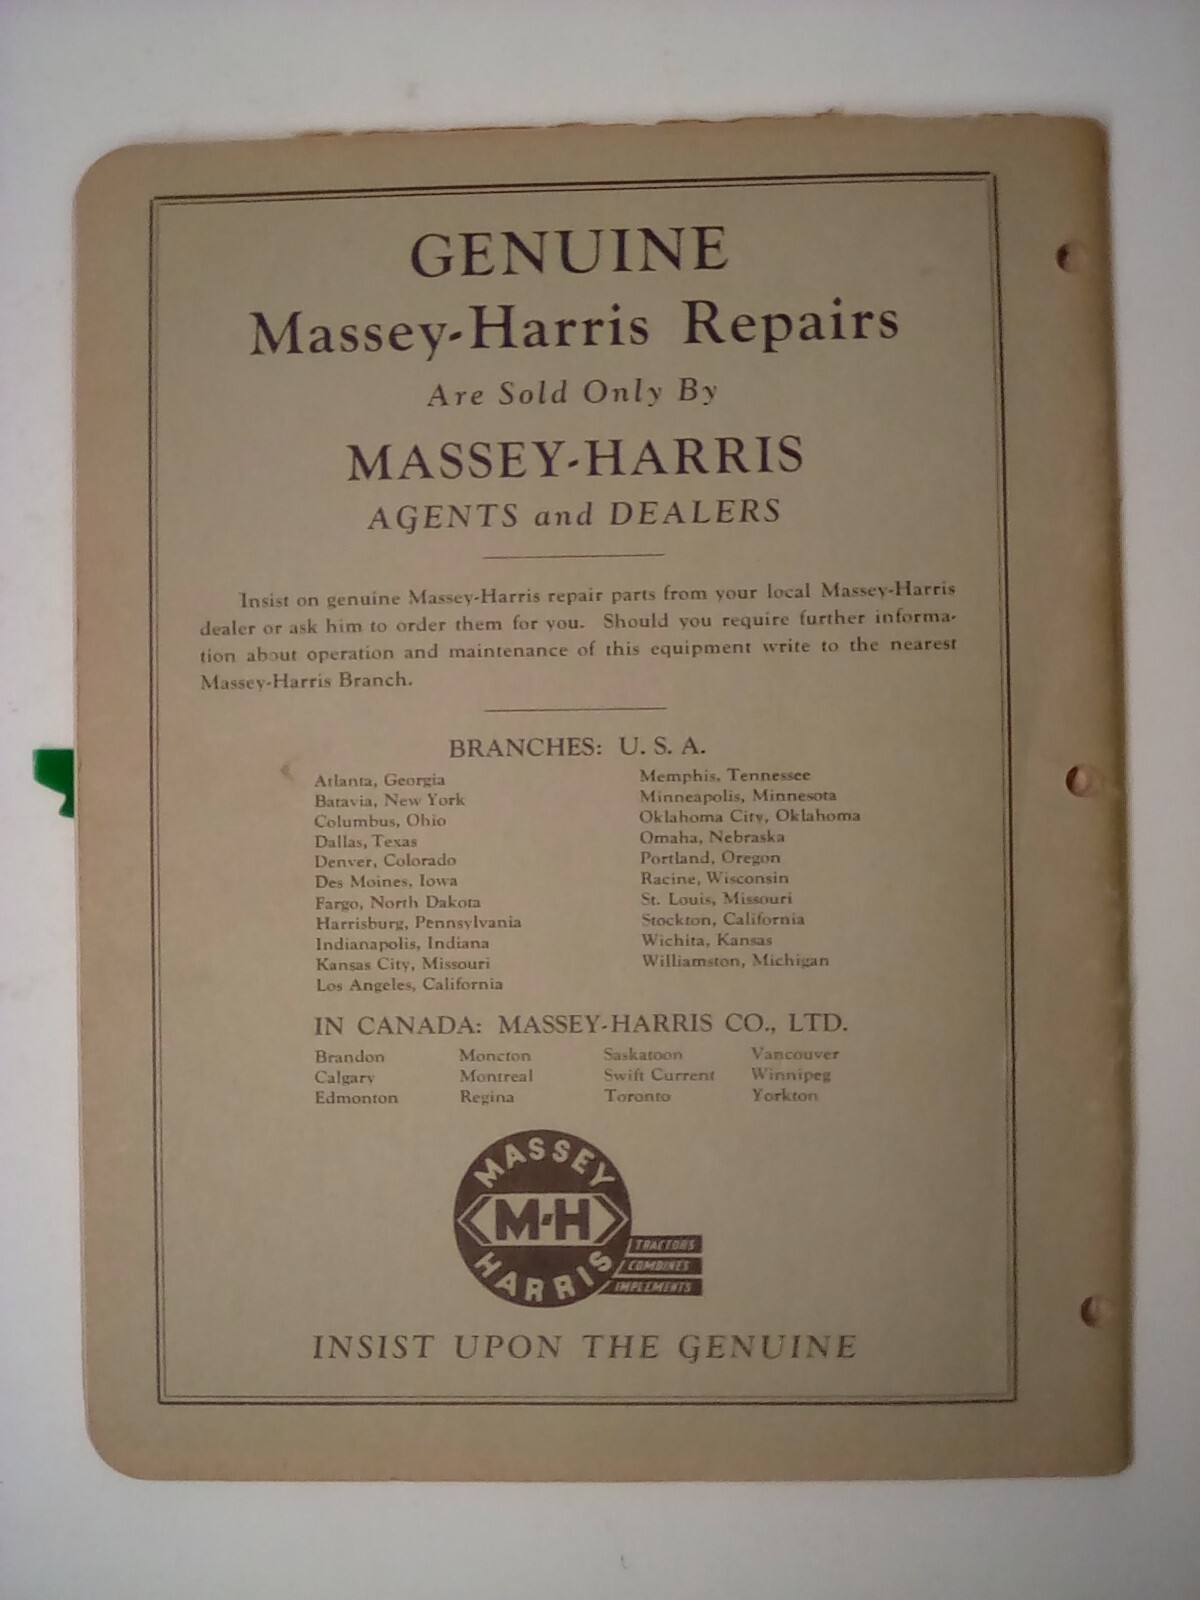 GENUINE
Massey-Harris Repairs
Are Sold Only By
MASSEY-HARRIS
AGENTS and DEALERS
Insist on genuine Massey-Harris repair parts from your local Massey-Harris
dealer or ask him to order them for you. Should you require further informa-
tion about operation and maintenance of this equipment write to the nearest
Massey-Harris Branch.
BRANCHES: U. S. A.
Atlanta, Georgia
Batavia, New York
Columbus, Ohio
Dallas, Texas
Denver, Colorado
Des Moines, Iowa
Fargo, North Dakota
Harrisburg, Pennsylvania
Indianapolis, Indiana
Kansas City, Missouri
Los Angeles, California
Memphis, Tennessee
Minneapolis, Minnesota
Oklahoma City, Oklahoma
Omaha, Nebraska
Portland, Oregon
Racine, Wisconsin
St. Louis, Missouri
Stockton, California
Wichita, Kansas
Williamston, Michigan
IN CANADA: MASSEY-HARRIS CO., LTD.
Brandon Moncton Saskatoon Vancouver
Calgary Montreal Swift Current Winnipeg
Edmonton Regina Toronto Yorkton
MASSEY
M-H
HARRIS
TRACTORS
COMBINES
IMPLEMENTS
INSIST UPON THE GENUINE